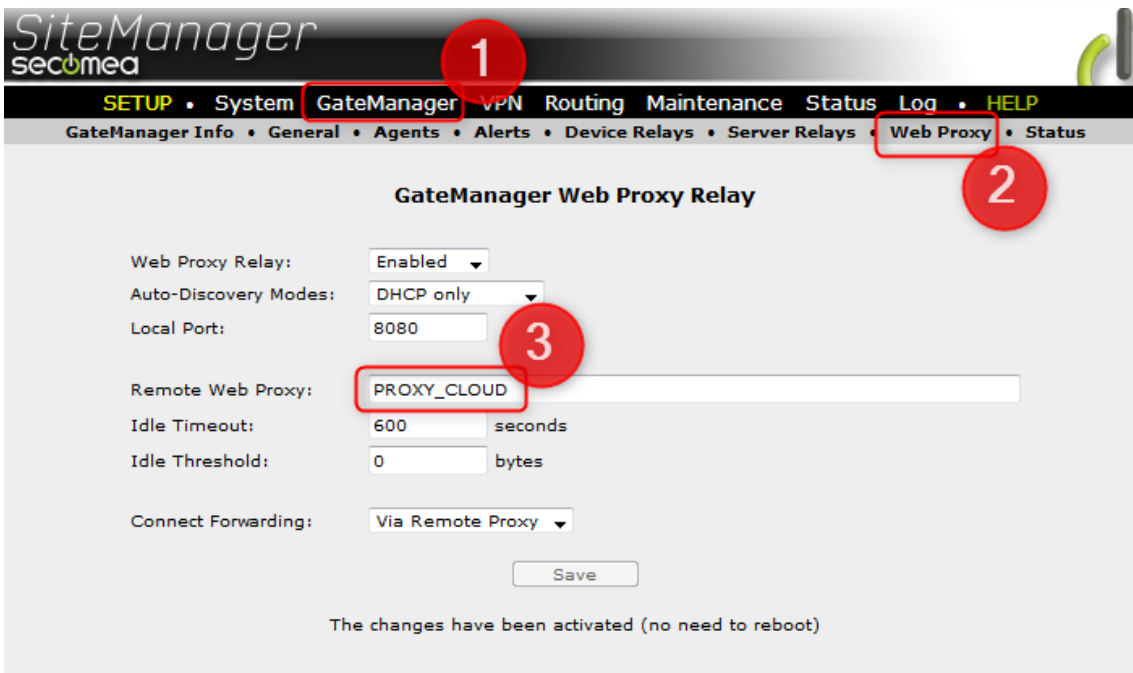 SiteManager
secomea
1
SETUP • System GateManager VPN Routing Maintenance Status Log • HELP
GateManager Info • General • Agents • Alerts • Device Relays • Server Relays • Web Proxy • Status
2
GateManager Web Proxy Relay
Web Proxy Relay: Enabled
Auto-Discovery Modes: DHCP only
Local Port: 8080
3
Remote Web Proxy: PROXY_CLOUD
Idle Timeout: 600 seconds
Idle Threshold: 0 bytes
Connect Forwarding: Via Remote Proxy
Save
The changes have been activated (no need to reboot)